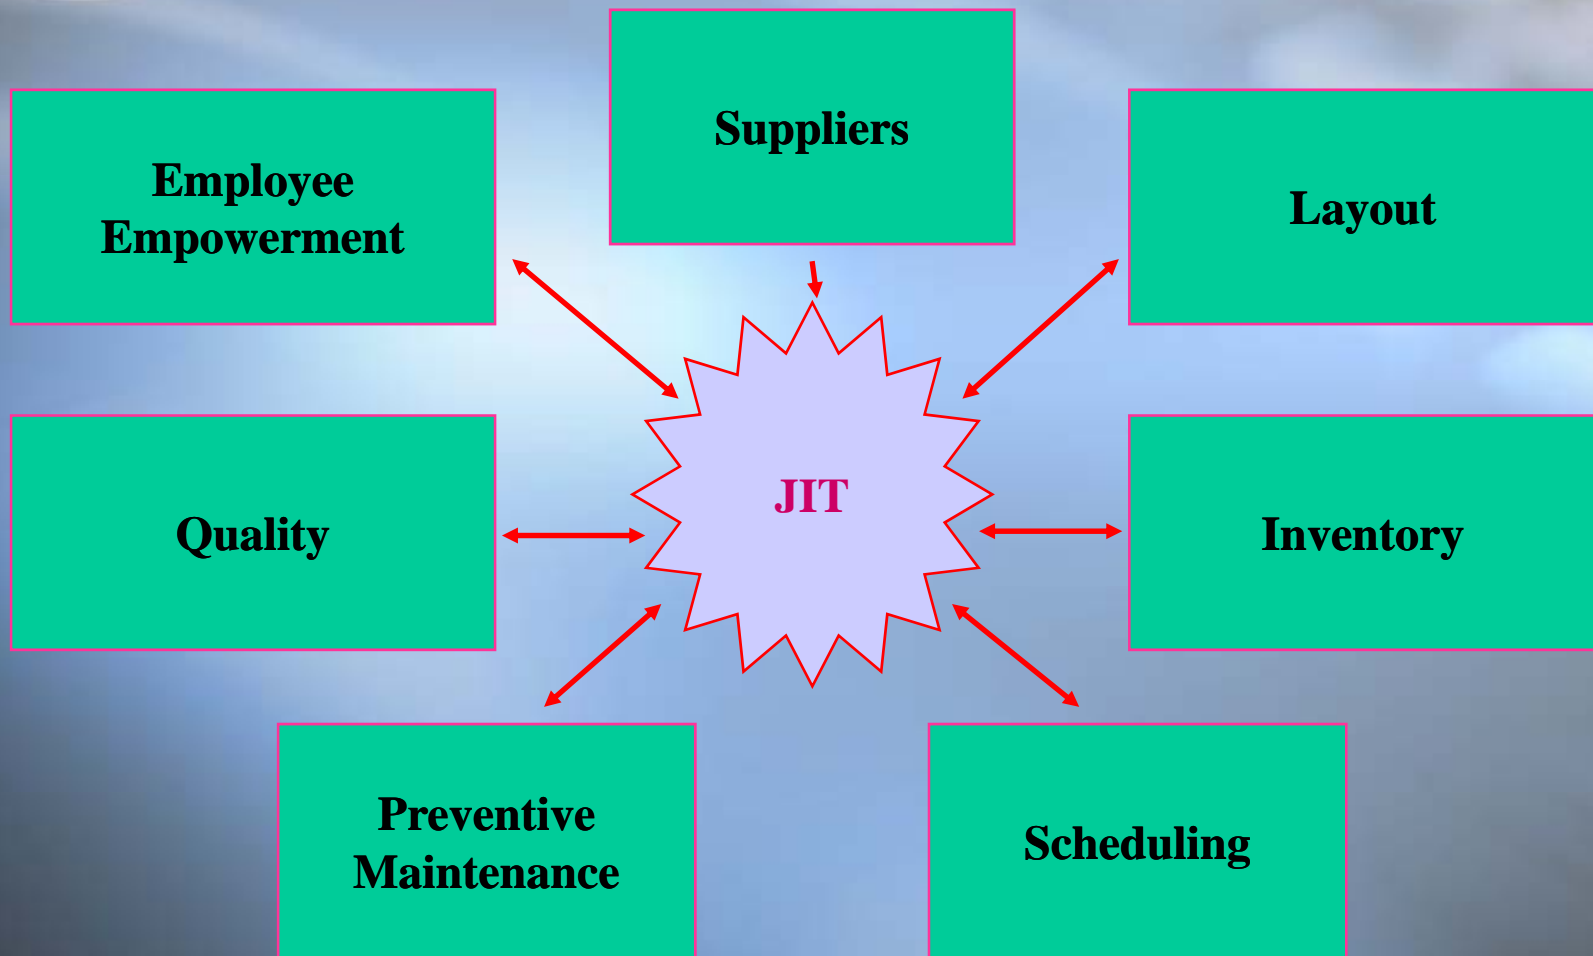 Suppliers
Employee
Empowerment
Layout
JIT
Quality
Inventory
Preventive
Maintenance
Scheduling